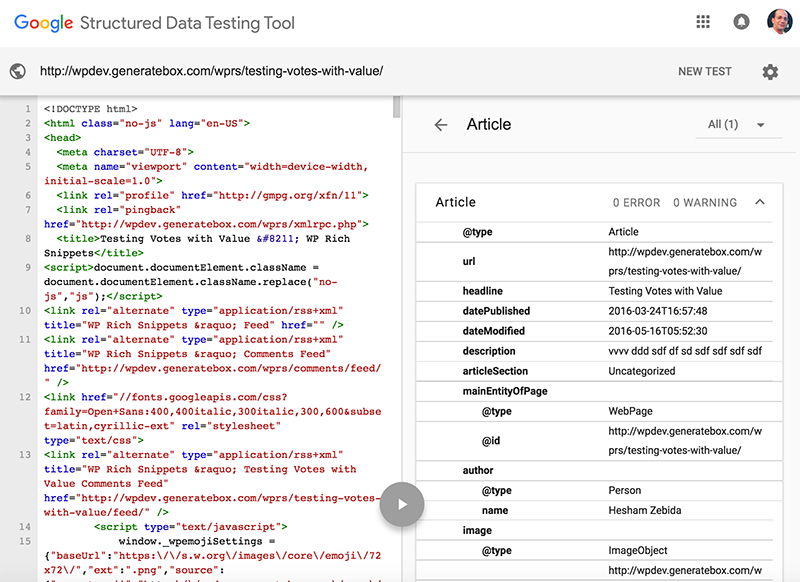 Google Structured Data Testing Tool
http://wpdev.generatebox.com/wprs/testing-votes-with-value/
NEW TEST
1 <!DOCTYPE html>
2 <html class="no-js" lang="en-US">
3 <head>
4 <meta charset="UTF-8">
5 <meta name="viewport" content="width=device-width,
initial-scale=1.0">
6 <link rel="profile" href="http://gmpg.org/xfn/11">
7 <link rel="pingback"
href="http://wpdev.generatebox.com/wprs/xmlrpc.php">
8 <title>Testing Votes with Value &#8211; WP Rich
Snippets</title>
9 <script>document.documentElement.className =
document.documentElement.className.replace("no-
js","js");</script>
10 <link rel="alternate" type="application/rss+xml"
title="WP Rich Snippets &raquo; Feed" href="" />
11 <link rel="alternate" type="application/rss+xml"
title="WP Rich Snippets &raquo; Comments Feed"
href="http://wpdev.generatebox.com/wprs/comments/feed/
" />
12 <link href="//fonts.googleapis.com/css?
family=Open+Sans:400,400italic,300italic,300,600&subse
t=latin,cyrillic-ext" rel="stylesheet"
type="text/css">
13 <link rel="alternate" type="application/rss+xml"
title="WP Rich Snippets &raquo; Testing Votes with
Value Comments Feed"
href="http://wpdev.generatebox.com/wprs/testing-votes-
with-value/feed/" />
14 <script type="text/javascript">
15 window._wpemojiSettings =
{"baseUrl":"https:\/\/s.w.org\/images\/core\/emoji\/72
x72\/","ext":".png","source":
Article
All (1)
Article 0 ERROR 0 WARNING
@type Article
url http://wpdev.generatebox.com/w
prs/testing-votes-with-value/
headline Testing Votes with Value
datePublished 2016-03-24T16:57:48
dateModified 2016-05-16T05:52:30
description vvvv ddd sdf df sd sdf sdf sdf sdf
articleSection Uncategorized
mainEntityOfPage
@type WebPage
@id http://wpdev.generatebox.com/w
prs/testing-votes-with-value/
author
@type Person
name Hesham Zebida
image
@type ImageObject
http://wpdev.generatebox.com/w